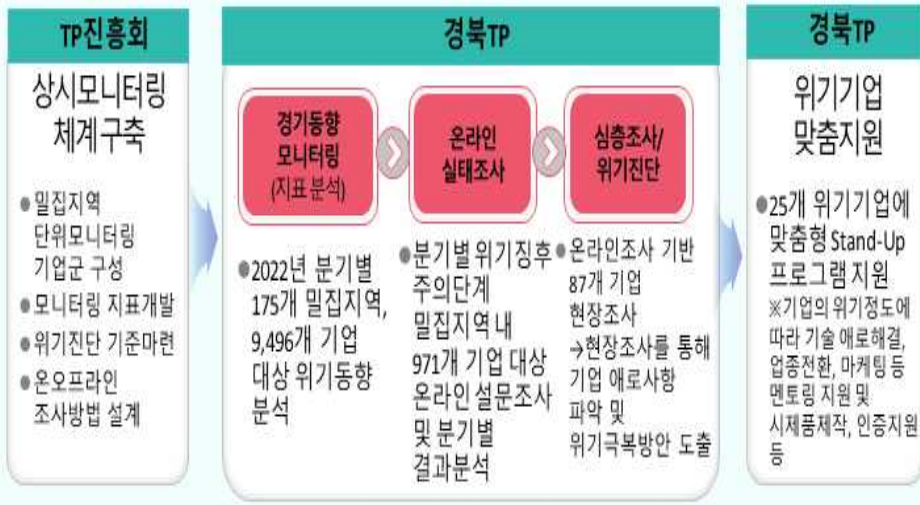 TP진흥회
상시모니터링
체계구축
●밀집지역
단위모니터링
기업군 구성
●모니터링 지표개발
●위기진단 기준마련
●온오프라인
조사방법 설계
경북TP
경기동향
모니터링
(지표 분석)
●2022년 분기별
175개 밀집지역,
9,496개 기업
대상 위기동향
분석
온라인
실태조사
●분기별 위기징후
주의단계
밀집지역 내
971개 기업 대상
온라인 설문조사
및 분기별
결과분석
심층조사/
위기진단
●온라인조사 기반
87개 기업
현장조사
→현장조사를 통해
기업 애로사항
파악 및
위기극복방안 도출
경북TP
위기기업
맞춤지원
●25개 위기기업에
맞춤형 Stand-Up
프로그램 지원
※기업의 위기정도에
따라 기술 애로해결,
업종전환, 마케팅 등
멘토링 지원 및
시제품제작, 인증지원
등